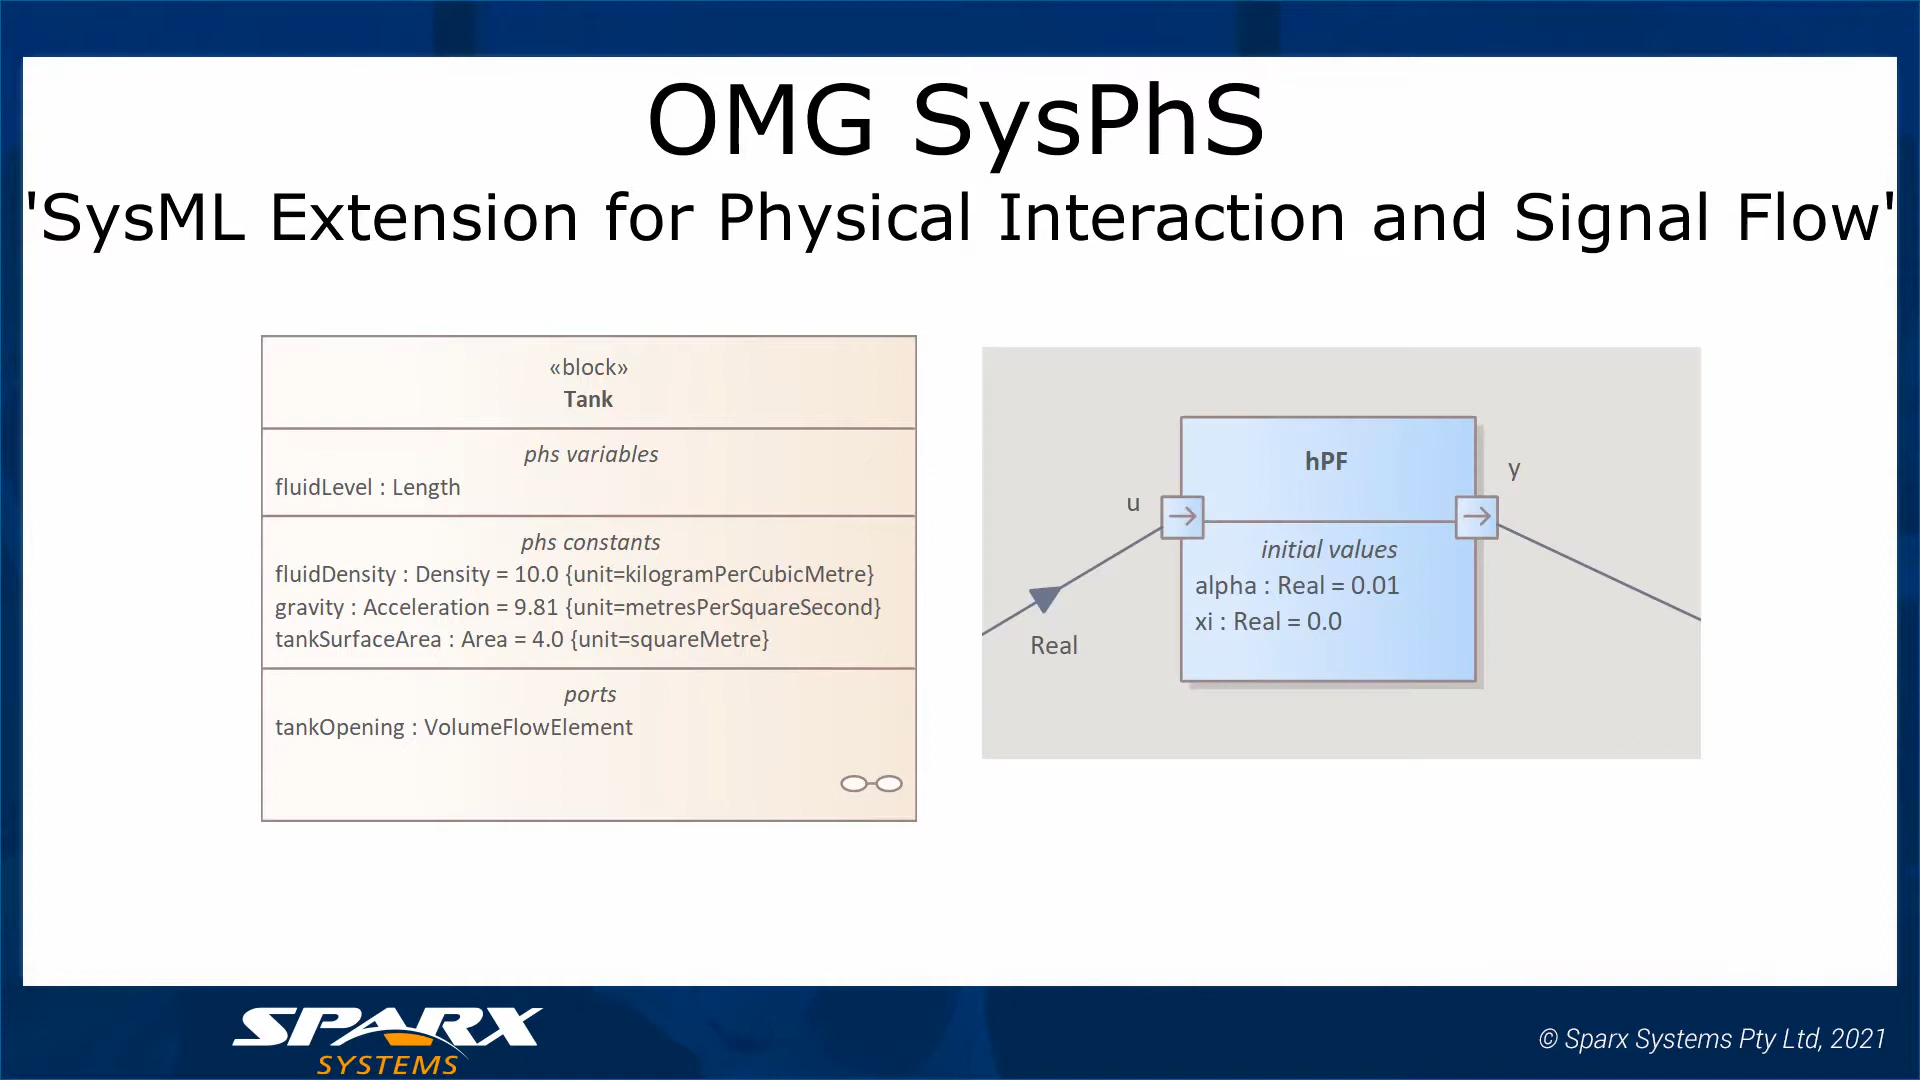 OMG SysPhS
'SysML Extension for Physical Interaction and Signal Flow'
«block»
Tank
phs variables
fluidLevel : Length
phs constants
fluidDensity : Density = 10.0 {unit=kilogramPerCubicMetre}
gravity : Acceleration = 9.81 {unit=metresPerSquareSecond}
tankSurfaceArea : Area = 4.0 {unit=squareMetre}
ports
tankOpening : VolumeFlowElement
hPF
y
u
initial values
alpha : Real = 0.01
xi : Real = 0.0
Real
SPARX
SYSTEMS
© Sparx Systems Pty Ltd, 2021